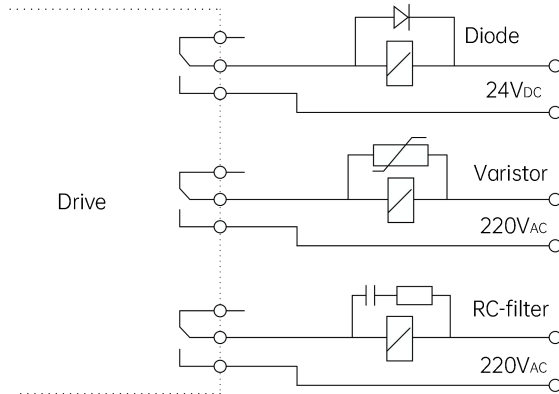 Diode
24VDC
Varistor
Drive
220VAC
RC-filter
220VAC